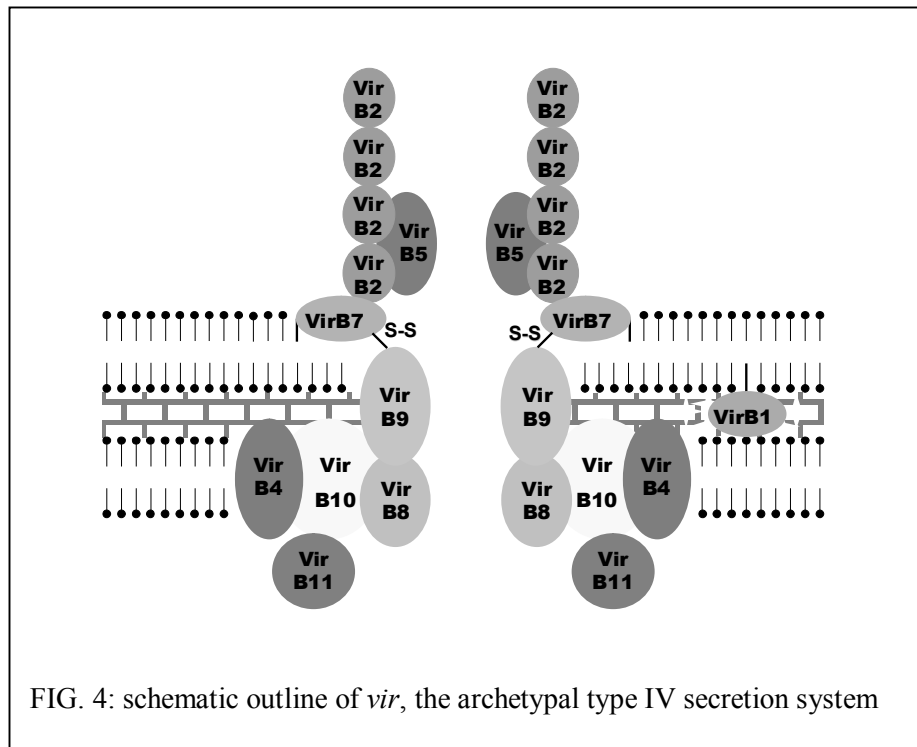 Vir Vir
B2 B2
Vir Vir
B2 B2
Vir Vir
B2 B2
Vir Vir
B5 B5
Vir Vir
B2 B2
VirB7 VirB7
S-S S-S
Vir Vir
B9 B9
VirB1
Vir Vir Vir Vir
B4 B10 B10 B4
Vir Vir
B8 B8
Vir Vir
B11 B11
FIG. 4: schematic outline of vir, the archetypal type IV secretion system